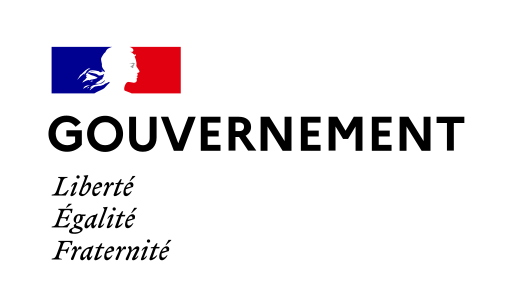 GOUVERNEMENT
Liberté
Égalité
Fraternité